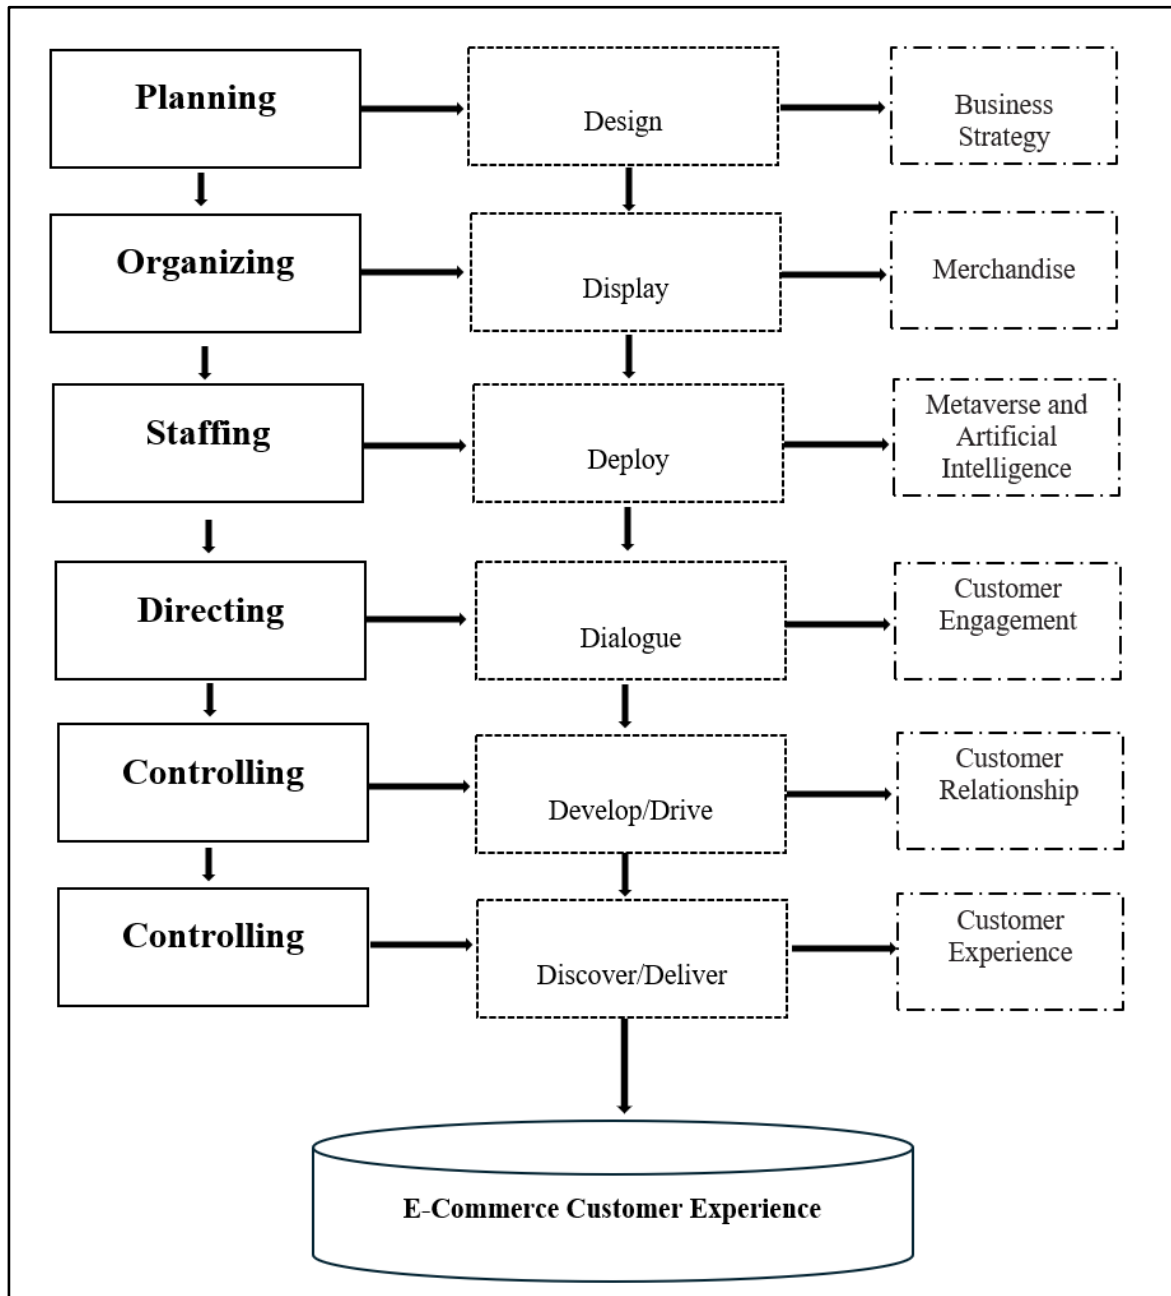 Planning
Design
Business
Strategy
Organizing
Display
Merchandise
Staffing
Deploy
Metaverse and
Artificial
Intelligence
Directing
Dialogue
Customer
Engagement
Controlling
Develop/Drive
Customer
Relationship
Controlling
Discover/Deliver
Customer
Experience
E-Commerce Customer Experience